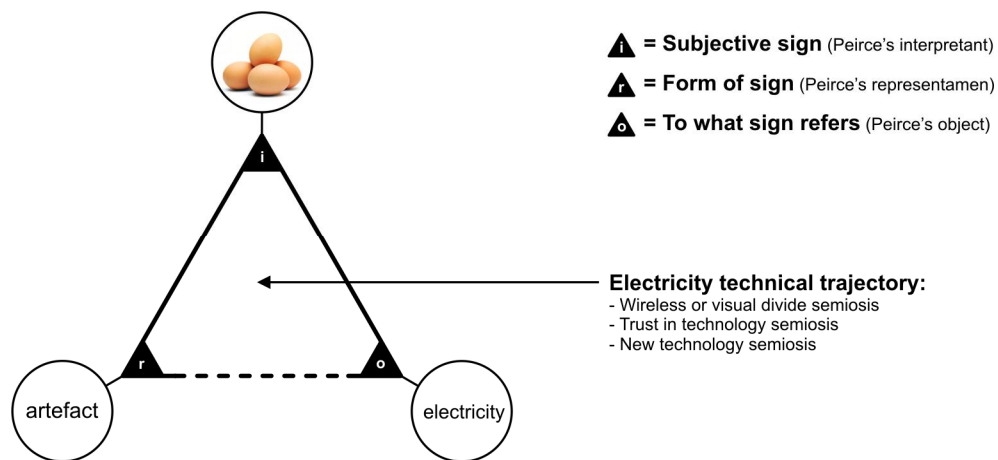 i = Subjective sign (Peirce's interpretant)
r = Form of sign (Peirce's representamen)
o = To what sign refers (Peirce's object)
i
Electricity technical trajectory:
- Wireless or visual divide semiosis
- Trust in technology semiosis
- New technology semiosis
r
o
artefact
electricity